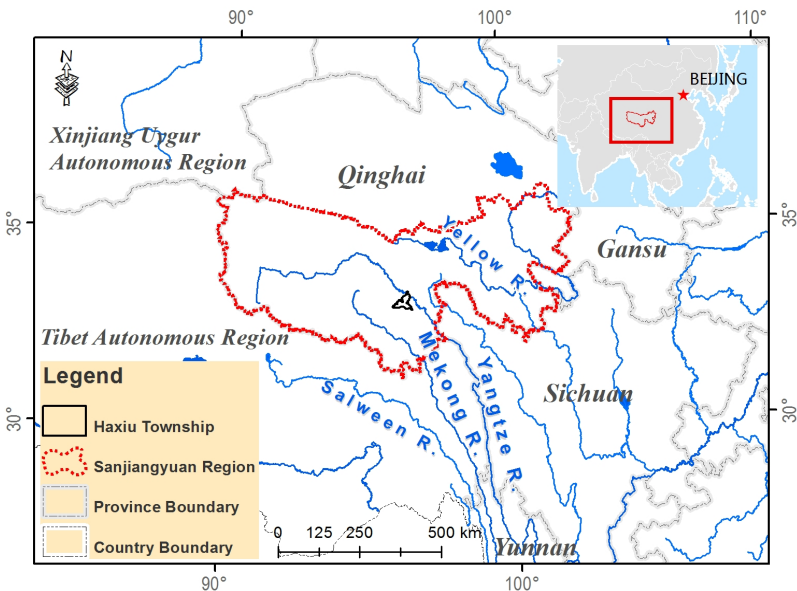 90°
100°
110°
N
BEIJING
Xinjiang Uygur
Autonomous Region
Qinghai
35°
35°
Yellow R.
Gansu
Tibet Autonomous Region
Mekong R.
Yangtze R.
Salween R.
Sichuan
30°
30°
Legend
Haxiu Township
Sanjiangyuan Region
Province Boundary
Country Boundary
0 125 250 500 km
Yunnan
90°
100°